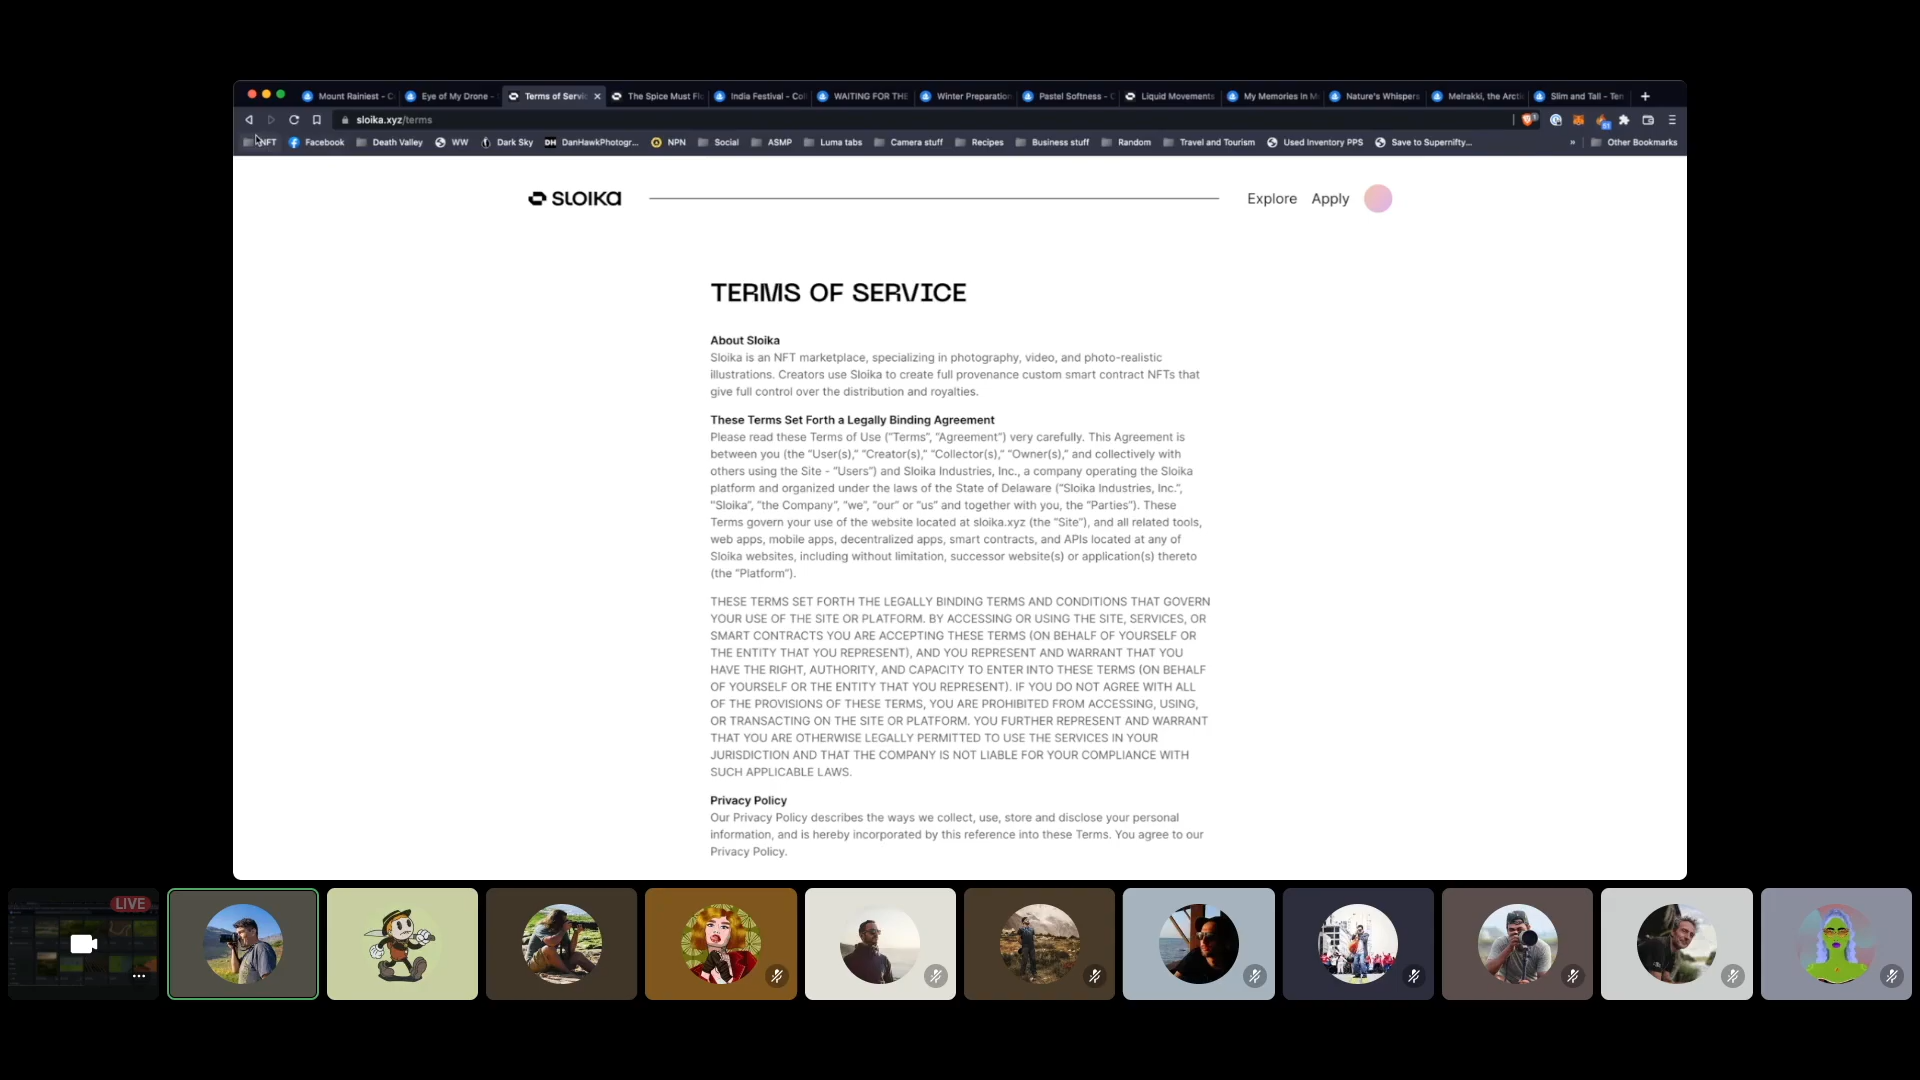 Mount Rainiest - C
Eye of My Drone -
Terms of Servic
The Spice Must Fl
India Festival - Col
WAITING FOR THE
Winter Preparation
Pastel Softness - C
Liquid Movements
My Memories In M
Nature's Whispers
Melrakki, the Arcti
Slim and Tall - Ten
sloika.xyz/terms
NFT
Facebook
Death Valley
WW
Dark Sky
DH DanHawkPhotogr...
NPN
Social
ASMP
Luma tabs
Camera stuff
Recipes
Business stuff
Random
Travel and Tourism
Used Inventory PPS
Save to Supernifty...
»
Other Bookmarks
SLOIKA
Explore
Apply
TERMS OF SERVICE
About Sloika
Sloika is an NFT marketplace, specializing in photography, video, and photo-realistic
illustrations. Creators use Sloika to create full provenance custom smart contract NFTs that
give full control over the distribution and royalties.
These Terms Set Forth a Legally Binding Agreement
Please read these Terms of Use (“Terms”, “Agreement”) very carefully. This Agreement is
between you (the “User(s),” “Creator(s),” “Collector(s),” “Owner(s),” and collectively with
others using the Site - “Users”) and Sloika Industries, Inc., a company operating the Sloika
platform and organized under the laws of the State of Delaware (“Sloika Industries, Inc.”,
“Sloika”, “the Company”, “we”, “our” or “us” and together with you, the “Parties”). These
Terms govern your use of the website located at sloika.xyz (the “Site”), and all related tools,
web apps, mobile apps, decentralized apps, smart contracts, and APIs located at any of
Sloika websites, including without limitation, successor website(s) or application(s) thereto
(the “Platform”).
THESE TERMS SET FORTH THE LEGALLY BINDING TERMS AND CONDITIONS THAT GOVERN
YOUR USE OF THE SITE OR PLATFORM. BY ACCESSING OR USING THE SITE, SERVICES, OR
SMART CONTRACTS YOU ARE ACCEPTING THESE TERMS (ON BEHALF OF YOURSELF OR
THE ENTITY THAT YOU REPRESENT), AND YOU REPRESENT AND WARRANT THAT YOU
HAVE THE RIGHT, AUTHORITY, AND CAPACITY TO ENTER INTO THESE TERMS (ON BEHALF
OF YOURSELF OR THE ENTITY THAT YOU REPRESENT). IF YOU DO NOT AGREE WITH ALL
OF THE PROVISIONS OF THESE TERMS, YOU ARE PROHIBITED FROM ACCESSING, USING,
OR TRANSACTING ON THE SITE OR PLATFORM. YOU FURTHER REPRESENT AND WARRANT
THAT YOU ARE OTHERWISE LEGALLY PERMITTED TO USE THE SERVICES IN YOUR
JURISDICTION AND THAT THE COMPANY IS NOT LIABLE FOR YOUR COMPLIANCE WITH
SUCH APPLICABLE LAWS.
Privacy Policy
Our Privacy Policy describes the ways we collect, use, store and disclose your personal
information, and is hereby incorporated by this reference into these Terms. You agree to our
Privacy Policy.
LIVE